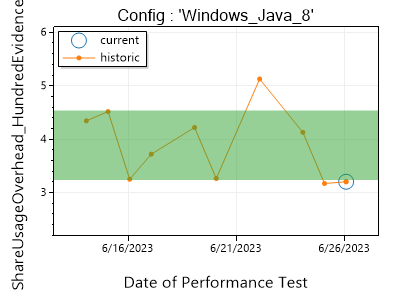 Config : 'Windows_Java_8'
ShareUsageOverhead_HundredEvidence
current
historic
6
5
4
3
6/16/2023
6/21/2023
6/26/2023
Date of Performance Test